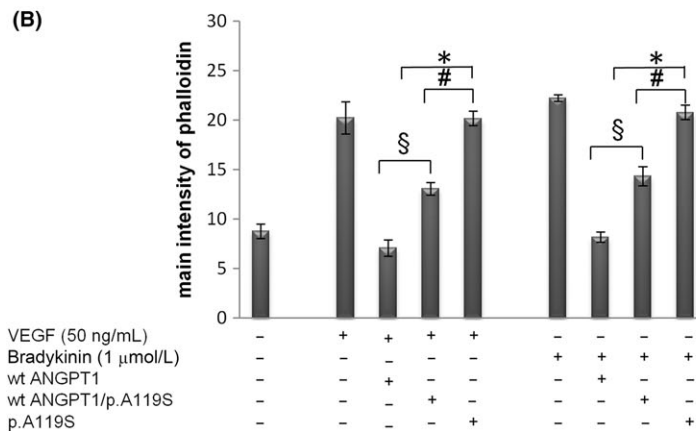 (B)
main intensity of phalloidin
30
25
20
15
10
5
0
* *
# #
§ §
VEGF (50 ng/mL) – + + + + – – – –
Bradykinin (1 μmol/L) – – – – – + + + +
wt ANGPT1 – – + – – – + – –
wt ANGPT1/p.A119S – – – + – – – + –
p.A119S – – – – + – – – +